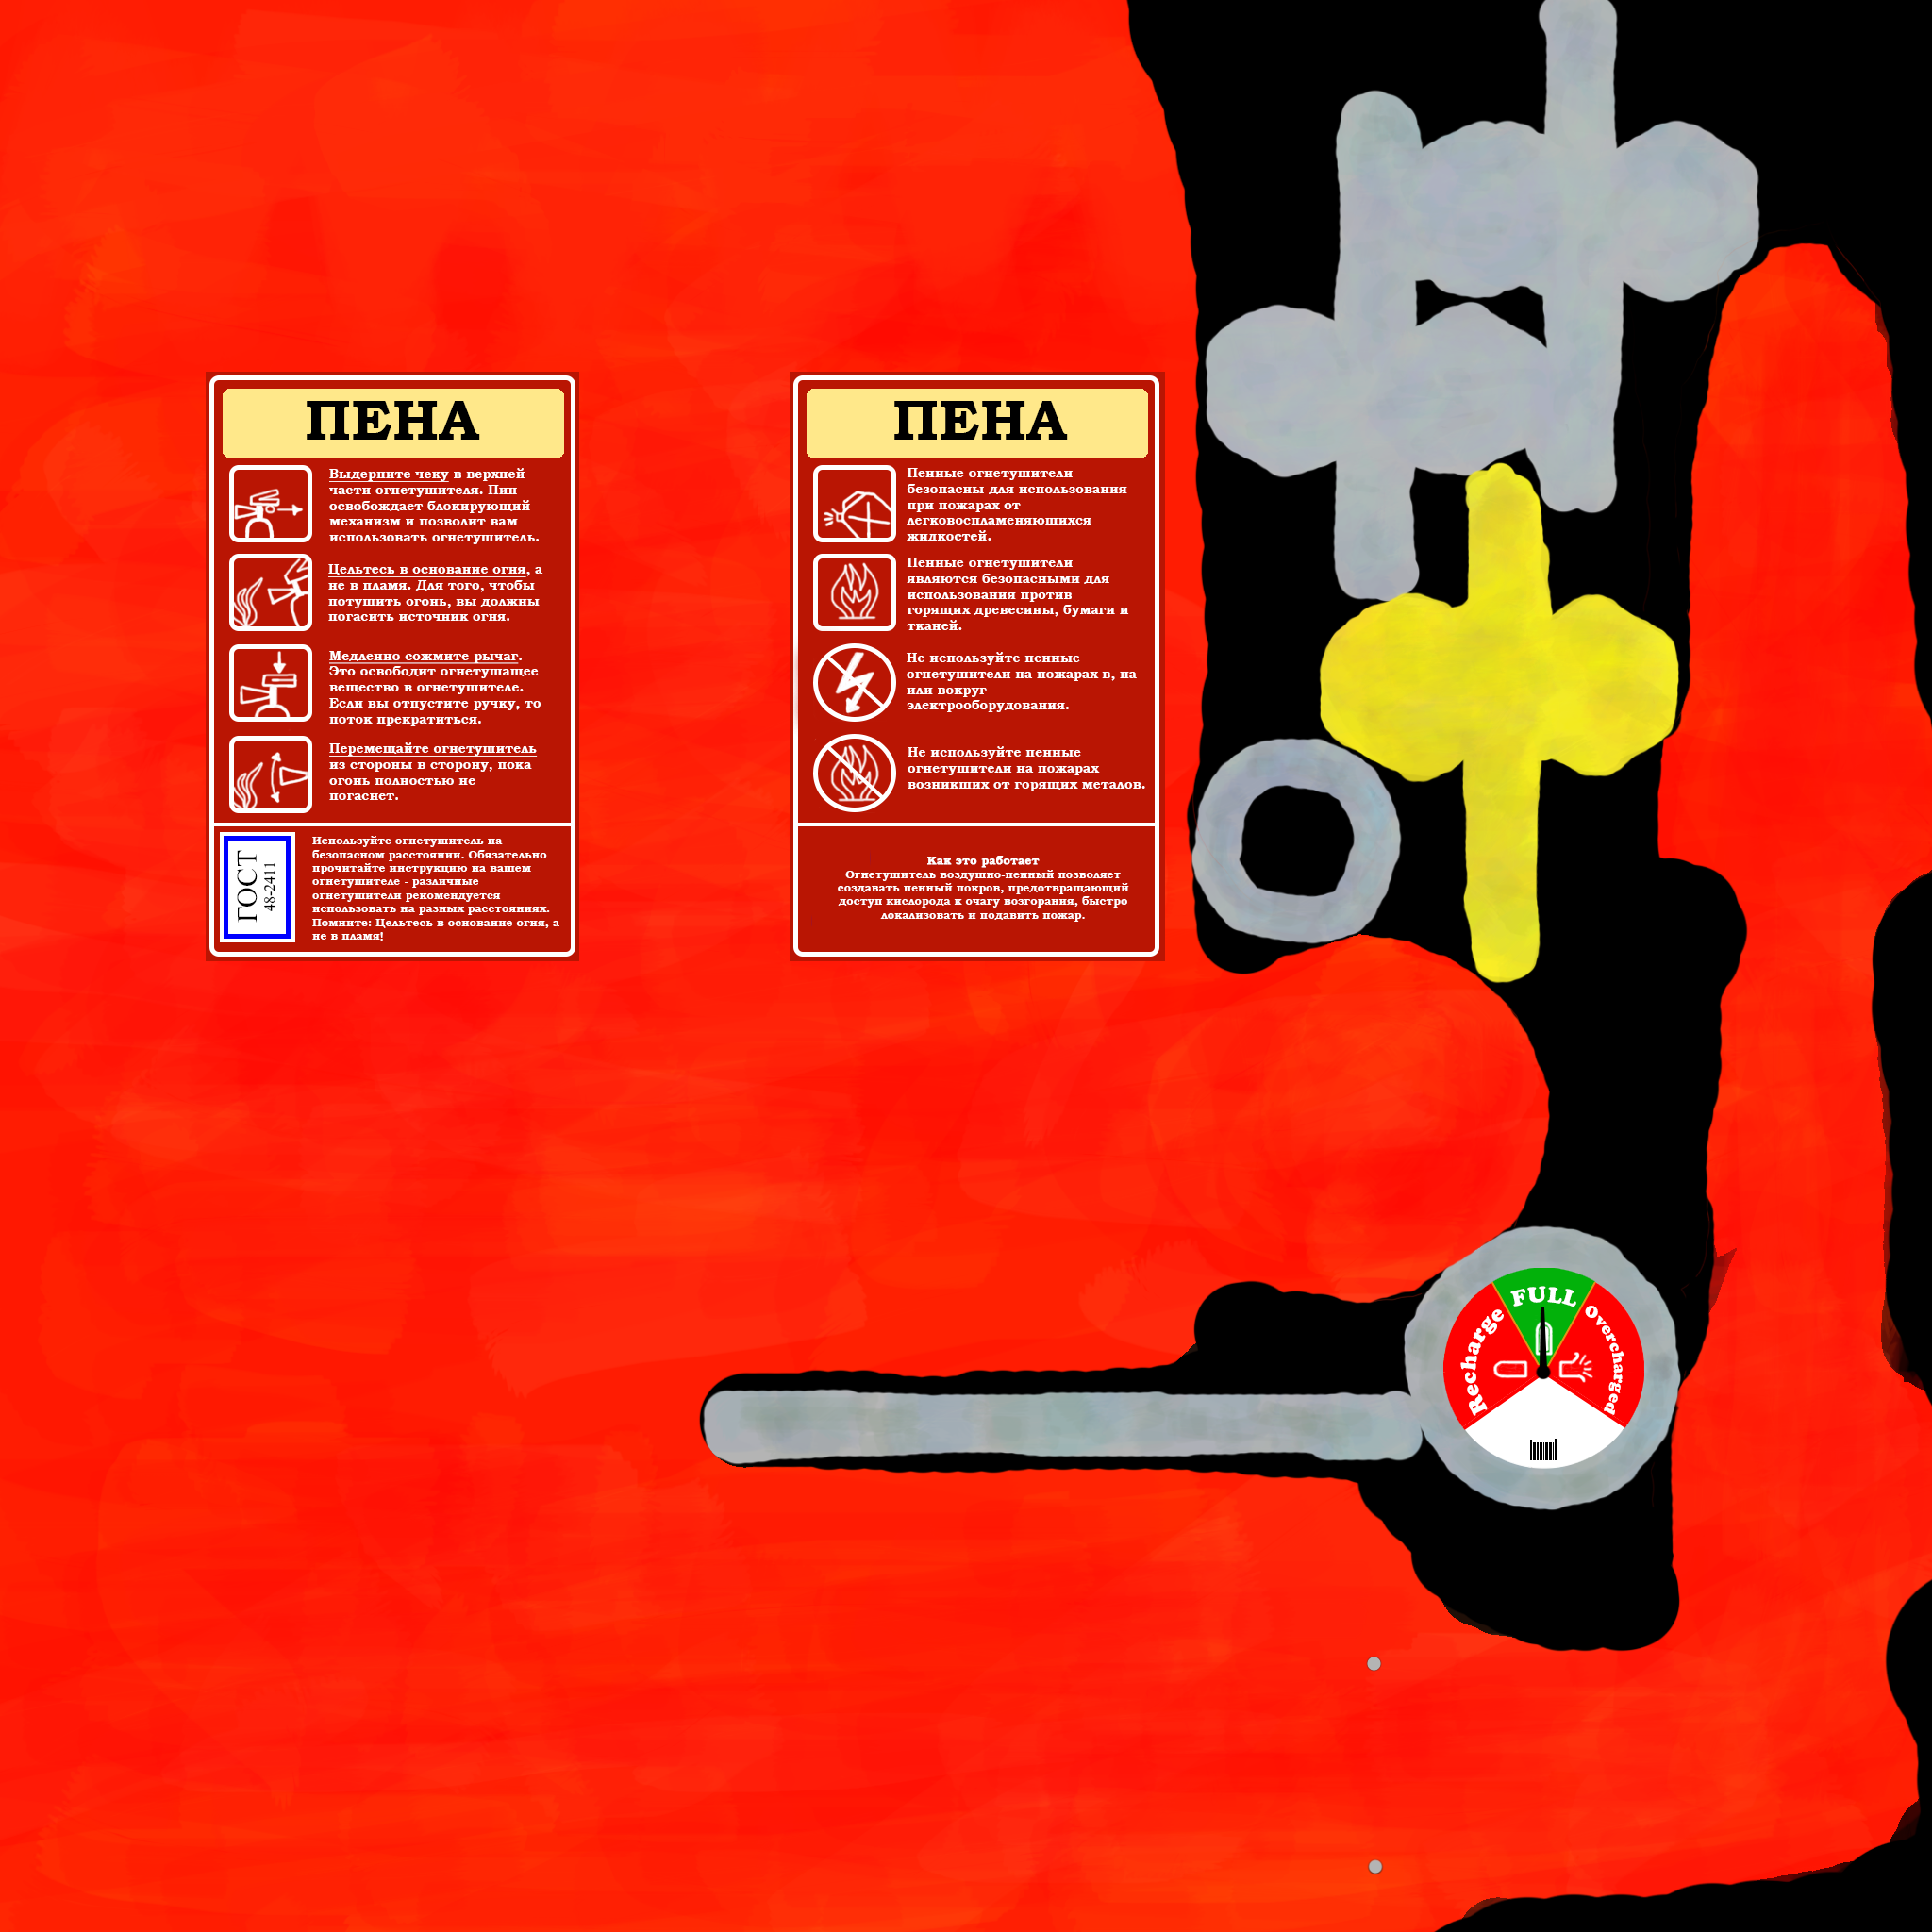 ПЕНА
Выдерните чеку в верхней
части огнетушителя. Пин
освобождает блокирующий
механизм и позволит вам
использовать огнетушитель.
Цельтесь в основание огня, а
не в пламя. Для того, чтобы
потушить огонь, вы должны
погасить источник огня.
Медленно сожмите рычаг.
Это освободит огнетушащее
вещество в огнетушителе.
Если вы отпустите ручку, то
поток прекратиться.
Перемещайте огнетушитель
из стороны в сторону, пока
огонь полностью не
погаснет.
ГОСТ
48-2411
Используйте огнетушитель на
безопасном расстоянии. Обязательно
прочитайте инструкцию на вашем
огнетушителе - различные
огнетушители рекомендуется
использовать на разных расстояниях.
Помните: Цельтесь в основание огня, а
не в пламя!
ПЕНА
Пенные огнетушители
безопасны для использования
при пожарах от
легковоспламеняющихся
жидкостей.
Пенные огнетушители
являются безопасными для
использования против
горящих древесины, бумаги и
тканей.
Не используйте пенные
огнетушители на пожарах в, на
или вокруг
электрооборудования.
Не используйте пенные
огнетушители на пожарах
возникших от горящих металов.
Как это работает
Огнетушитель воздушно-пенный позволяет
создавать пенный покров, предотвращающий
доступ кислорода к очагу возгорания, быстро
локализовать и подавить пожар.
Recharge
FULL
Overcharged